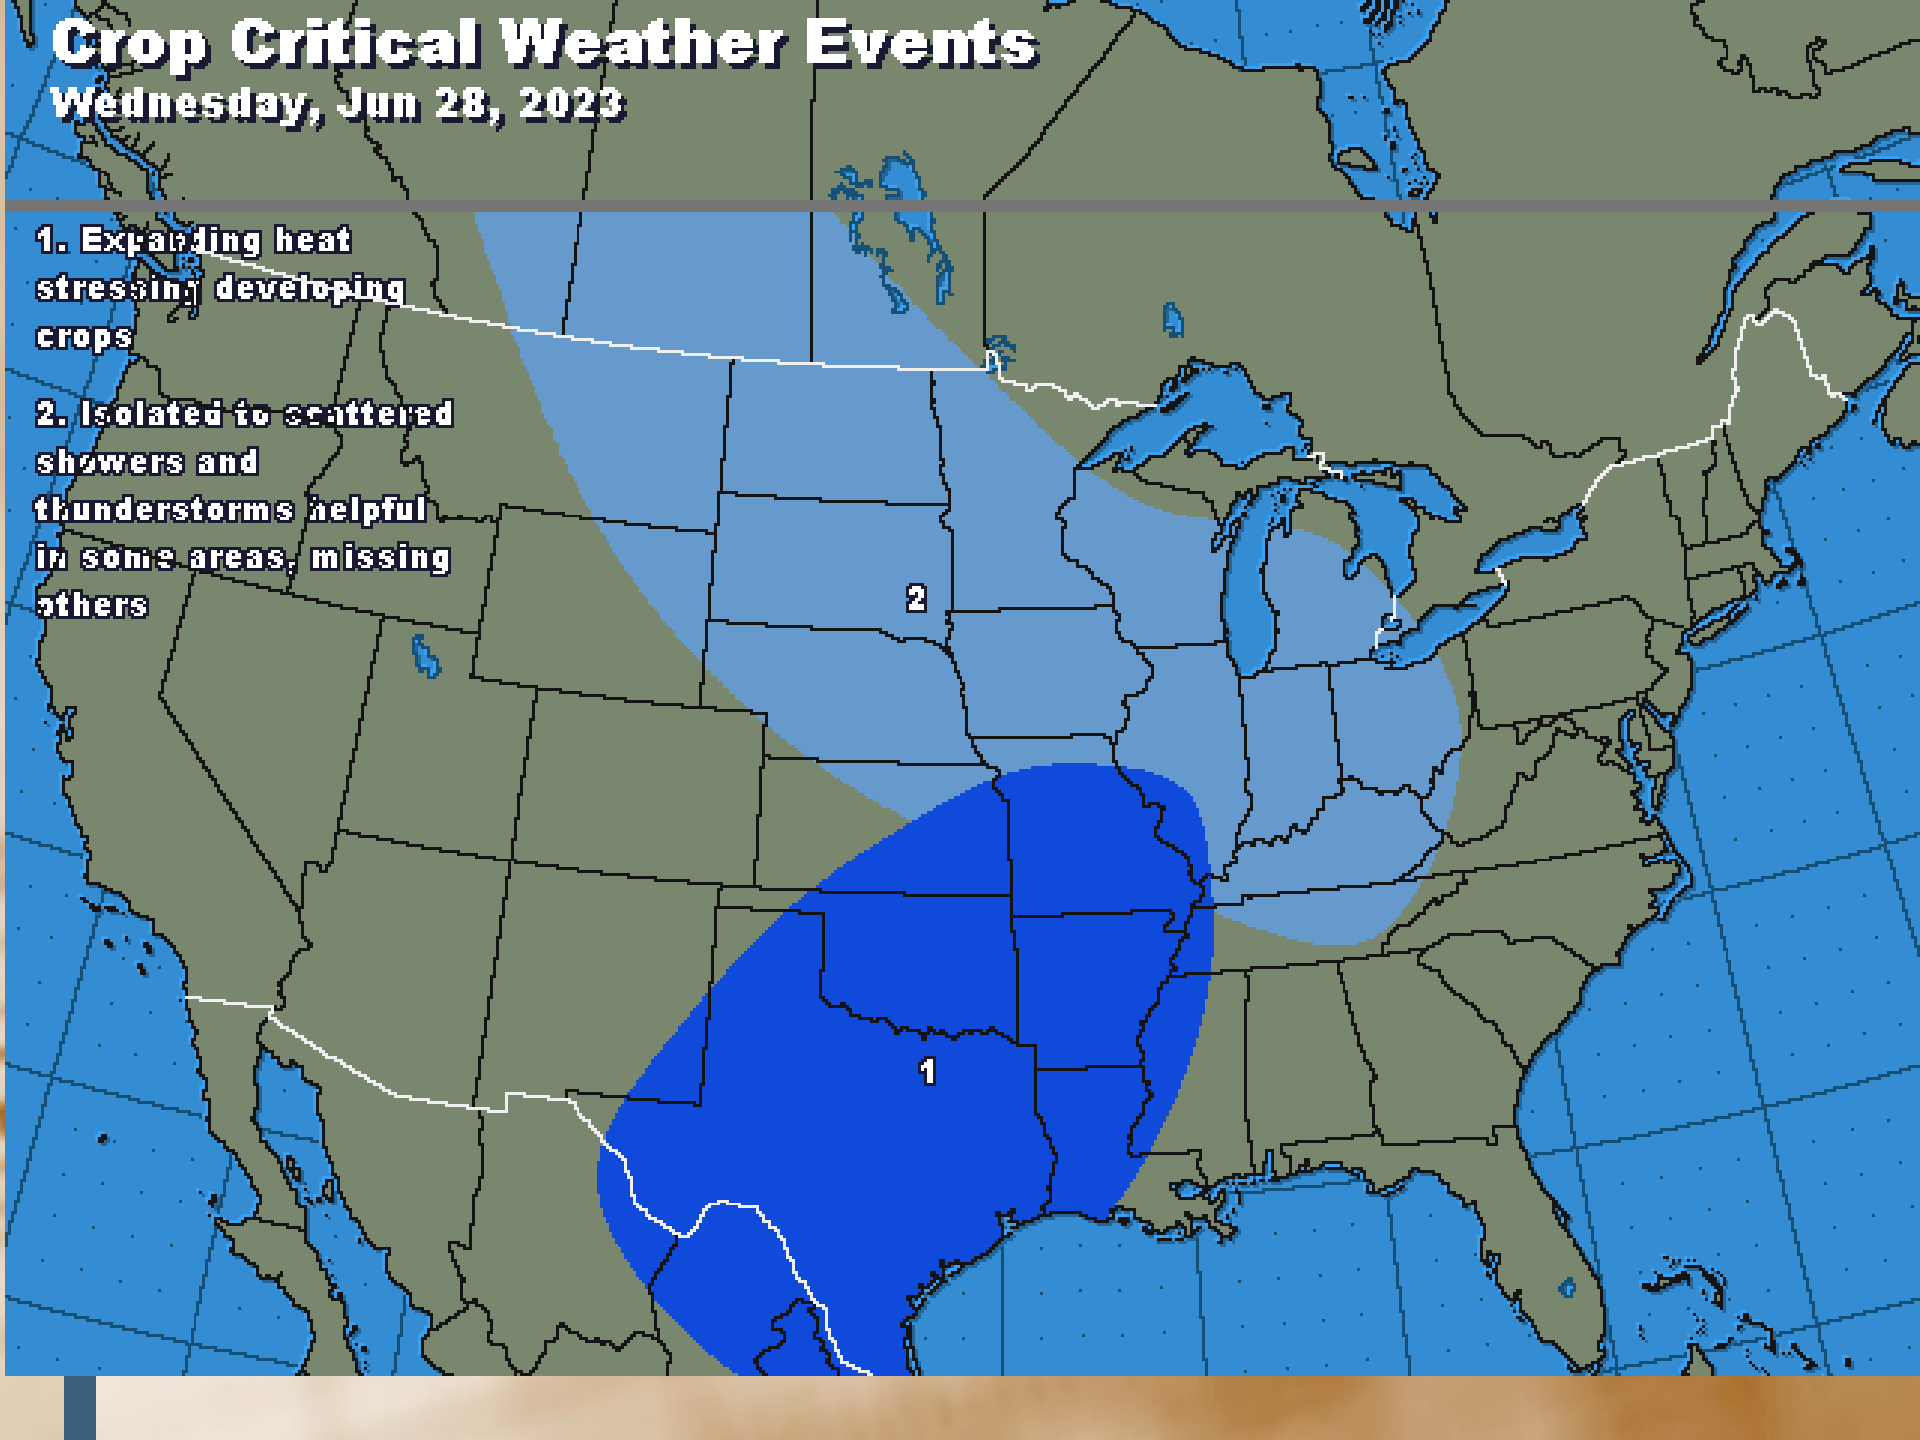 Crop Critical Weather Events
Wednesday, Jun 28, 2023
1. Expanding heat
stressing developing
crops
2. Isolated to scattered
showers and
thunderstorms helpful
in some areas, missing
others
2
1